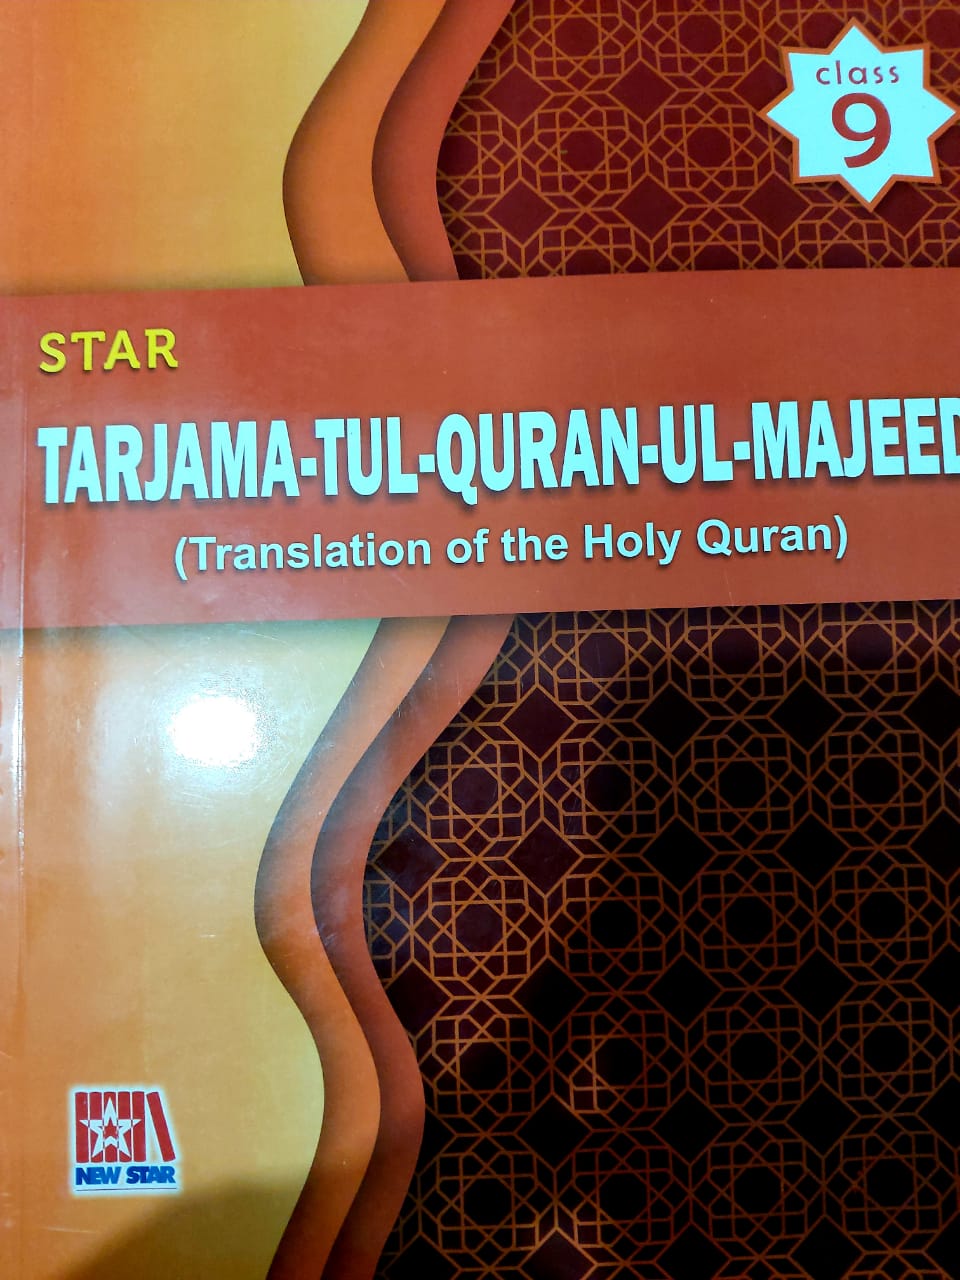 class
9
STAR
TARJAMA-TUL-QURAN-UL-MAJEED
(Translation of the Holy Quran)
NEW STAR